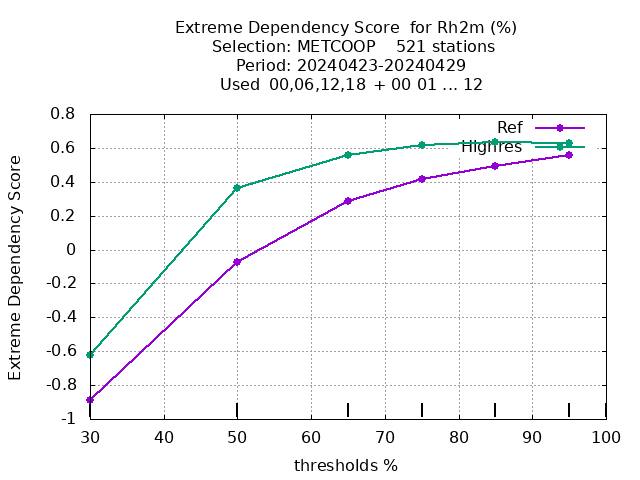 Extreme Dependency Score  for Rh2m (%)
Selection: METCOOP    521 stations
Period: 20240423-20240429
Used  00,06,12,18  + 00 01 ... 12
Extreme Dependency Score
0.8
0.6
0.4
0.2
0
-0.2
-0.4
-0.6
-0.8
-1
Ref
Highres
30 40 50 60 70 80 90 100
thresholds %